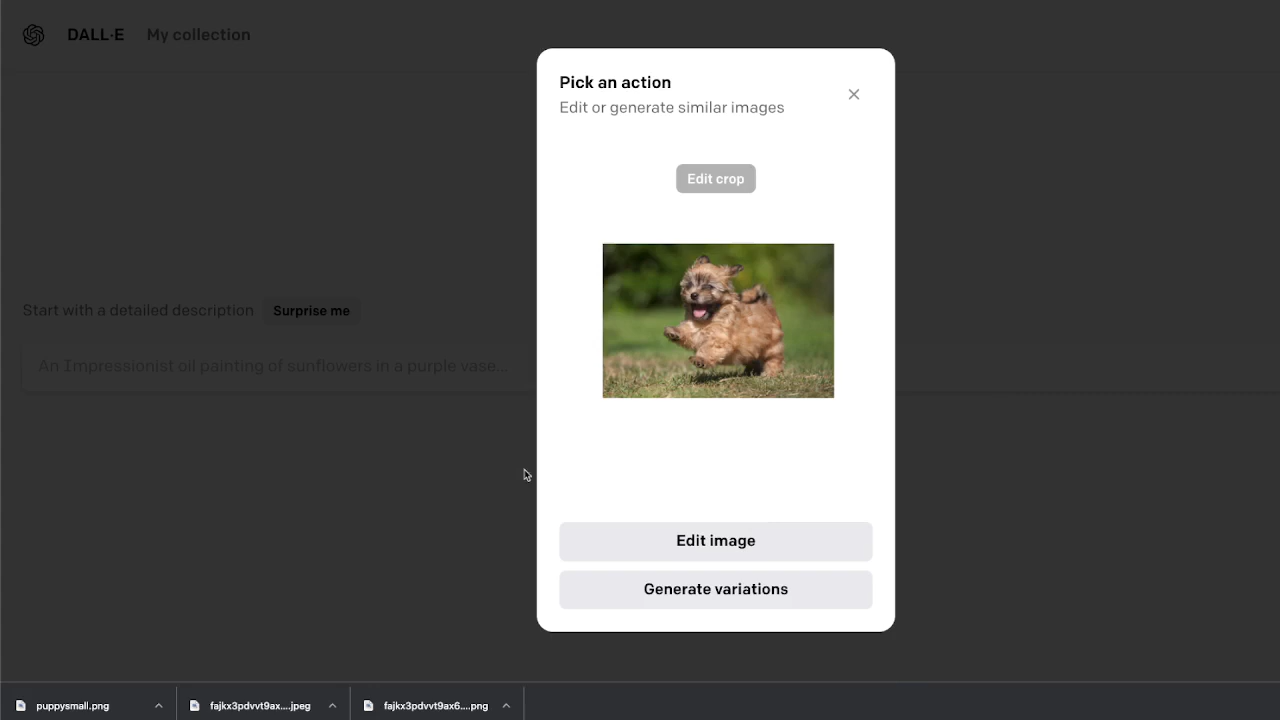 DALL·E My collection
Pick an action
Edit or generate similar images
Edit crop
Start with a detailed description Surprise me
An Impressionist oil painting of sunflowers in a purple vase...
Edit image
Generate variations
puppysmall.png
fajkx3pdvvt9ax....jpeg
fajkx3pdvvt9ax6....png